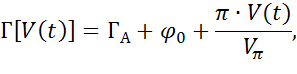 Γ[V(t)] = Γ_A + φ_0 + (π · V(t))/V_π,